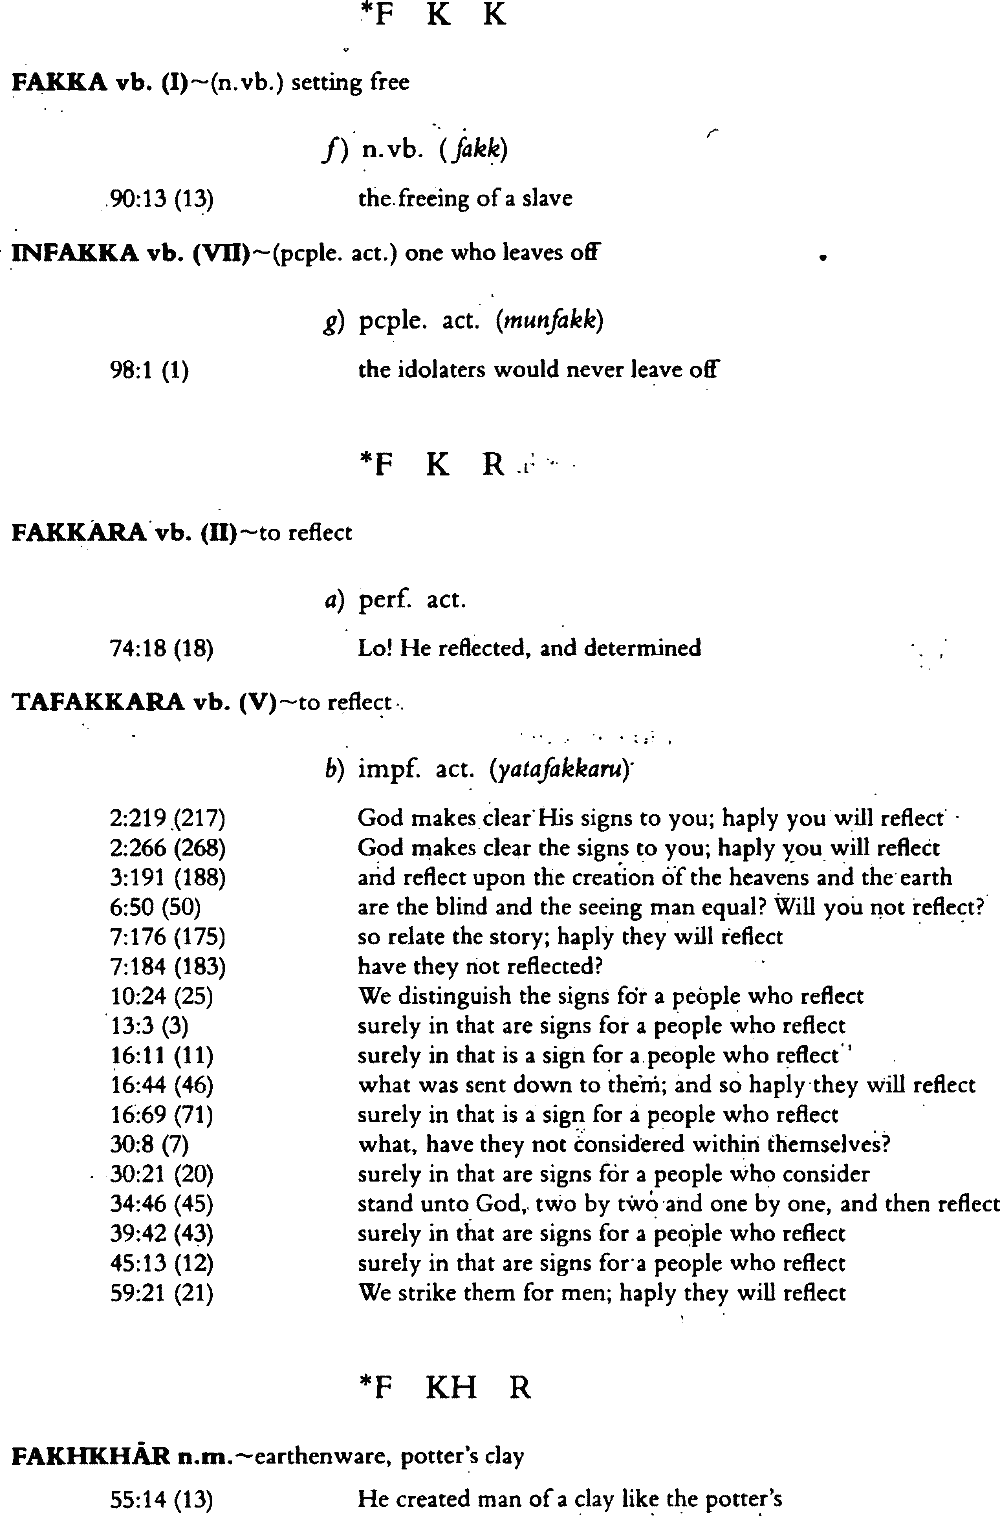 *F K K
FAKKA vb. (I)~(n.vb.) setting free
f) n.vb. (fakk)
90:13 (13) the freeing of a slave
INFAKKA vb. (VII)~(pcple. act.) one who leaves off
g) pcple. act. (munfakk)
98:1 (1) the idolaters would never leave off
*F K R
FAKKARA vb. (II)~to reflect
a) perf. act.
74:18 (18) Lo! He reflected, and determined
TAFAKKARA vb. (V)~to reflect
b) impf. act. (yatafakkaru)
2:219 (217) God makes clear His signs to you; haply you will reflect
2:266 (268) God makes clear the signs to you; haply you will reflect
3:191 (188) and reflect upon the creation of the heavens and the earth
6:50 (50) are the blind and the seeing man equal? Will you not reflect?
7:176 (175) so relate the story; haply they will reflect
7:184 (183) have they not reflected?
10:24 (25) We distinguish the signs for a people who reflect
13:3 (3) surely in that are signs for a people who reflect
16:11 (11) surely in that is a sign for a people who reflect
16:44 (46) what was sent down to them; and so haply they will reflect
16:69 (71) surely in that is a sign for a people who reflect
30:8 (7) what, have they not considered within themselves?
30:21 (20) surely in that are signs for a people who consider
34:46 (45) stand unto God, two by two and one by one, and then reflect
39:42 (43) surely in that are signs for a people who reflect
45:13 (12) surely in that are signs for a people who reflect
59:21 (21) We strike them for men; haply they will reflect
*F KH R
FAKHKHĀR n.m.~earthenware, potter's clay
55:14 (13) He created man of a clay like the potter's